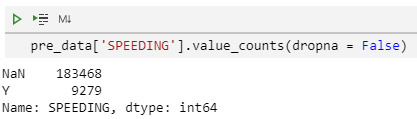 M↓
pre_data['SPEEDING'].value_counts(dropna = False)
NaN    183468
Y        9279
Name: SPEEDING, dtype: int64